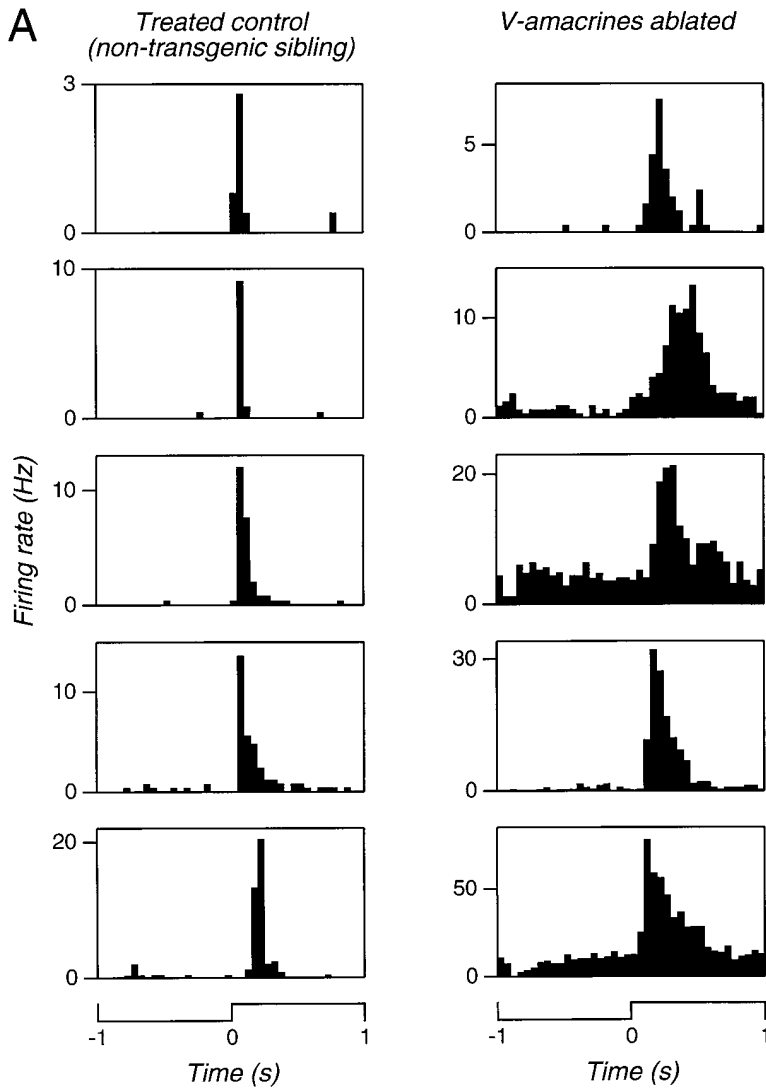 A
Treated control
(non-transgenic sibling)
V-amacrines ablated
Firing rate (Hz)
3
0
5
0
10
0
10
0
10
0
20
0
10
0
30
0
20
0
50
0
-1 0 1
-1 0 1
Time (s)
Time (s)